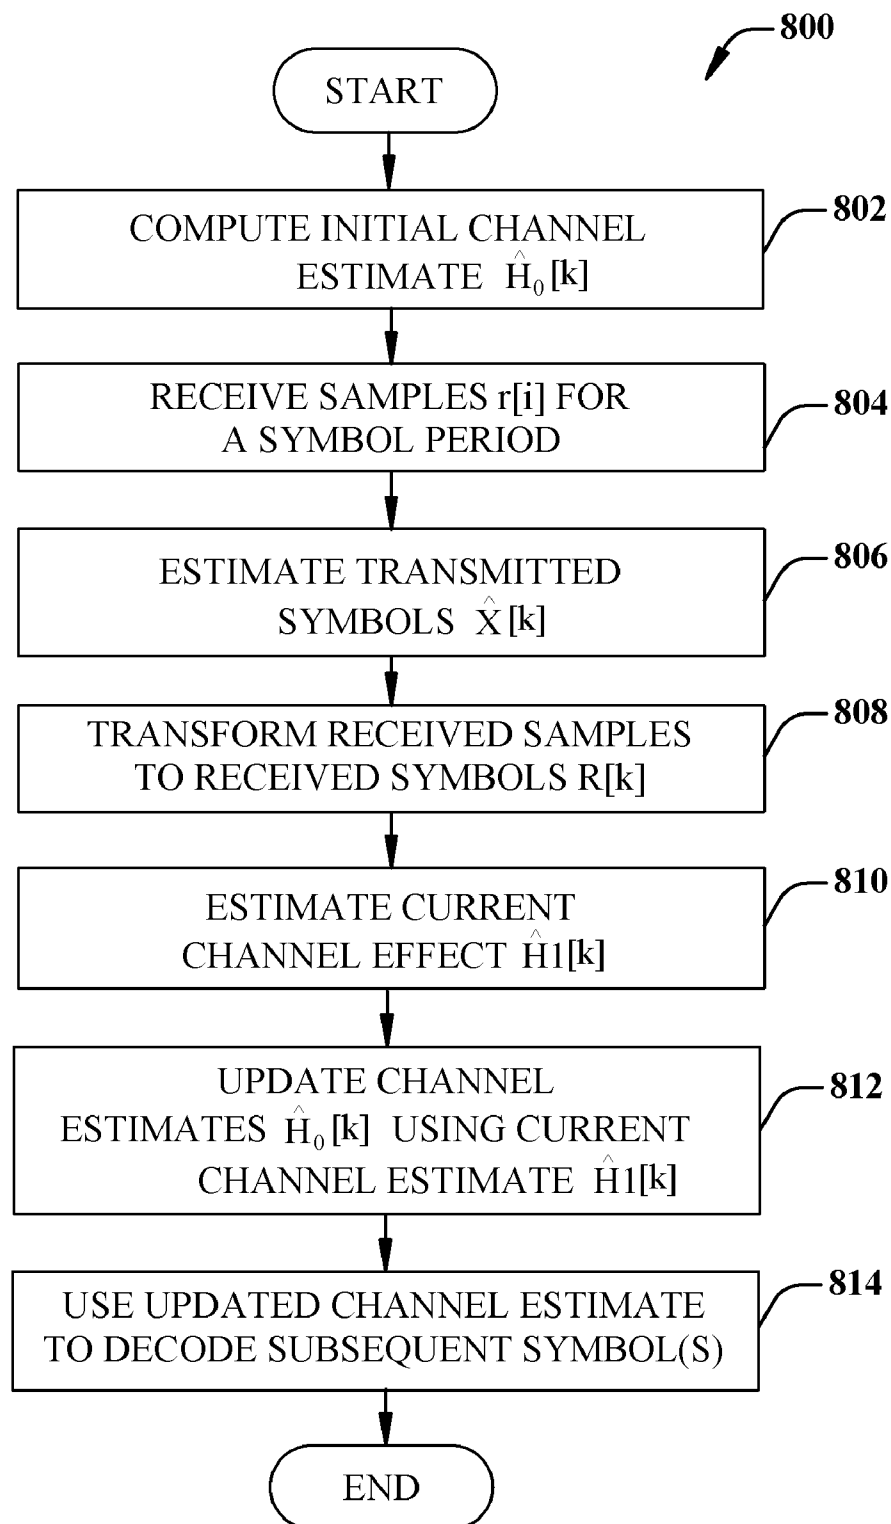 800
START
802
COMPUTE INITIAL CHANNEL
ESTIMATE Ĥ₀[k]
804
RECEIVE SAMPLES r[i] FOR
A SYMBOL PERIOD
806
ESTIMATE TRANSMITTED
SYMBOLS X̂[k]
808
TRANSFORM RECEIVED SAMPLES
TO RECEIVED SYMBOLS R[k]
810
ESTIMATE CURRENT
CHANNEL EFFECT Ĥ1[k]
812
UPDATE CHANNEL
ESTIMATES Ĥ₀[k] USING CURRENT
CHANNEL ESTIMATE Ĥ1[k]
814
USE UPDATED CHANNEL ESTIMATE
TO DECODE SUBSEQUENT SYMBOL(S)
END